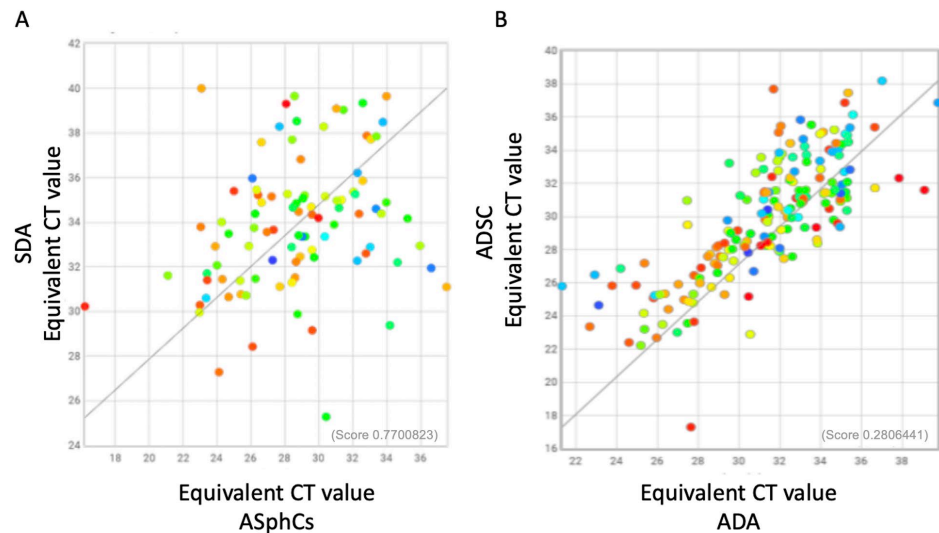 A
42
40
38
36
34
32
30
28
26
24
SDA
Equivalent CT value
(Score 0.7700823)
18 20 22 24 26 28 30 32 34 36
Equivalent CT value
ASphCs
B
40
38
36
34
32
30
28
26
24
22
20
18
16
ADSC
Equivalent CT value
(Score 0.2806441)
22 24 26 28 30 32 34 36 38
Equivalent CT value
ADA